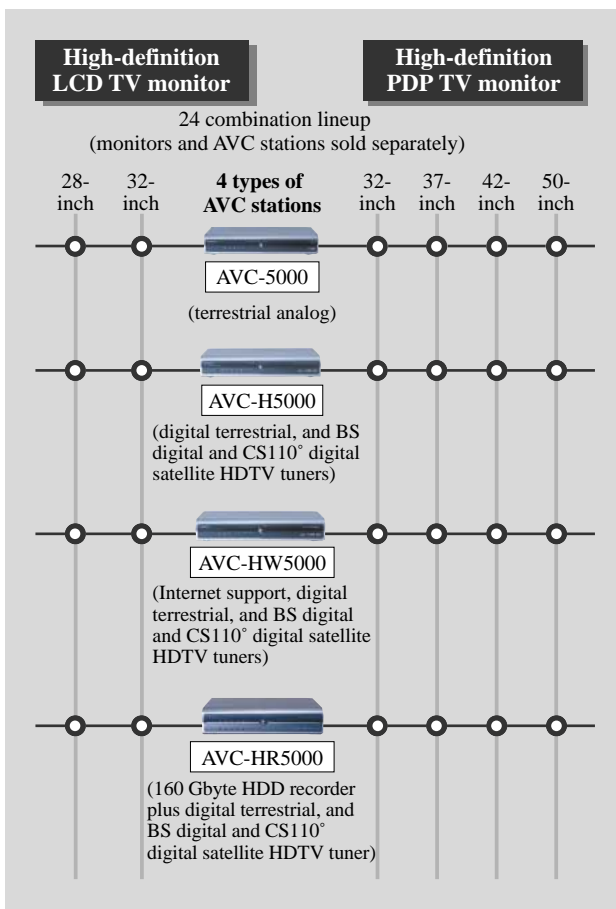 High-definition
LCD TV monitor
High-definition
PDP TV monitor
24 combination lineup
(monitors and AVC stations sold separately)
28-
inch
32-
inch
4 types of
AVC stations
32-
inch
37-
inch
42-
inch
50-
inch
AVC-5000
(terrestrial analog)
AVC-H5000
(digital terrestrial, and BS
digital and CS110˚ digital
satellite HDTV tuners)
AVC-HW5000
(Internet support, digital
terrestrial, and BS digital
and CS110˚ digital satellite
HDTV tuners)
AVC-HR5000
(160 Gbyte HDD recorder
plus digital terrestrial, and
BS digital and CS110˚
digital satellite HDTV tuner)